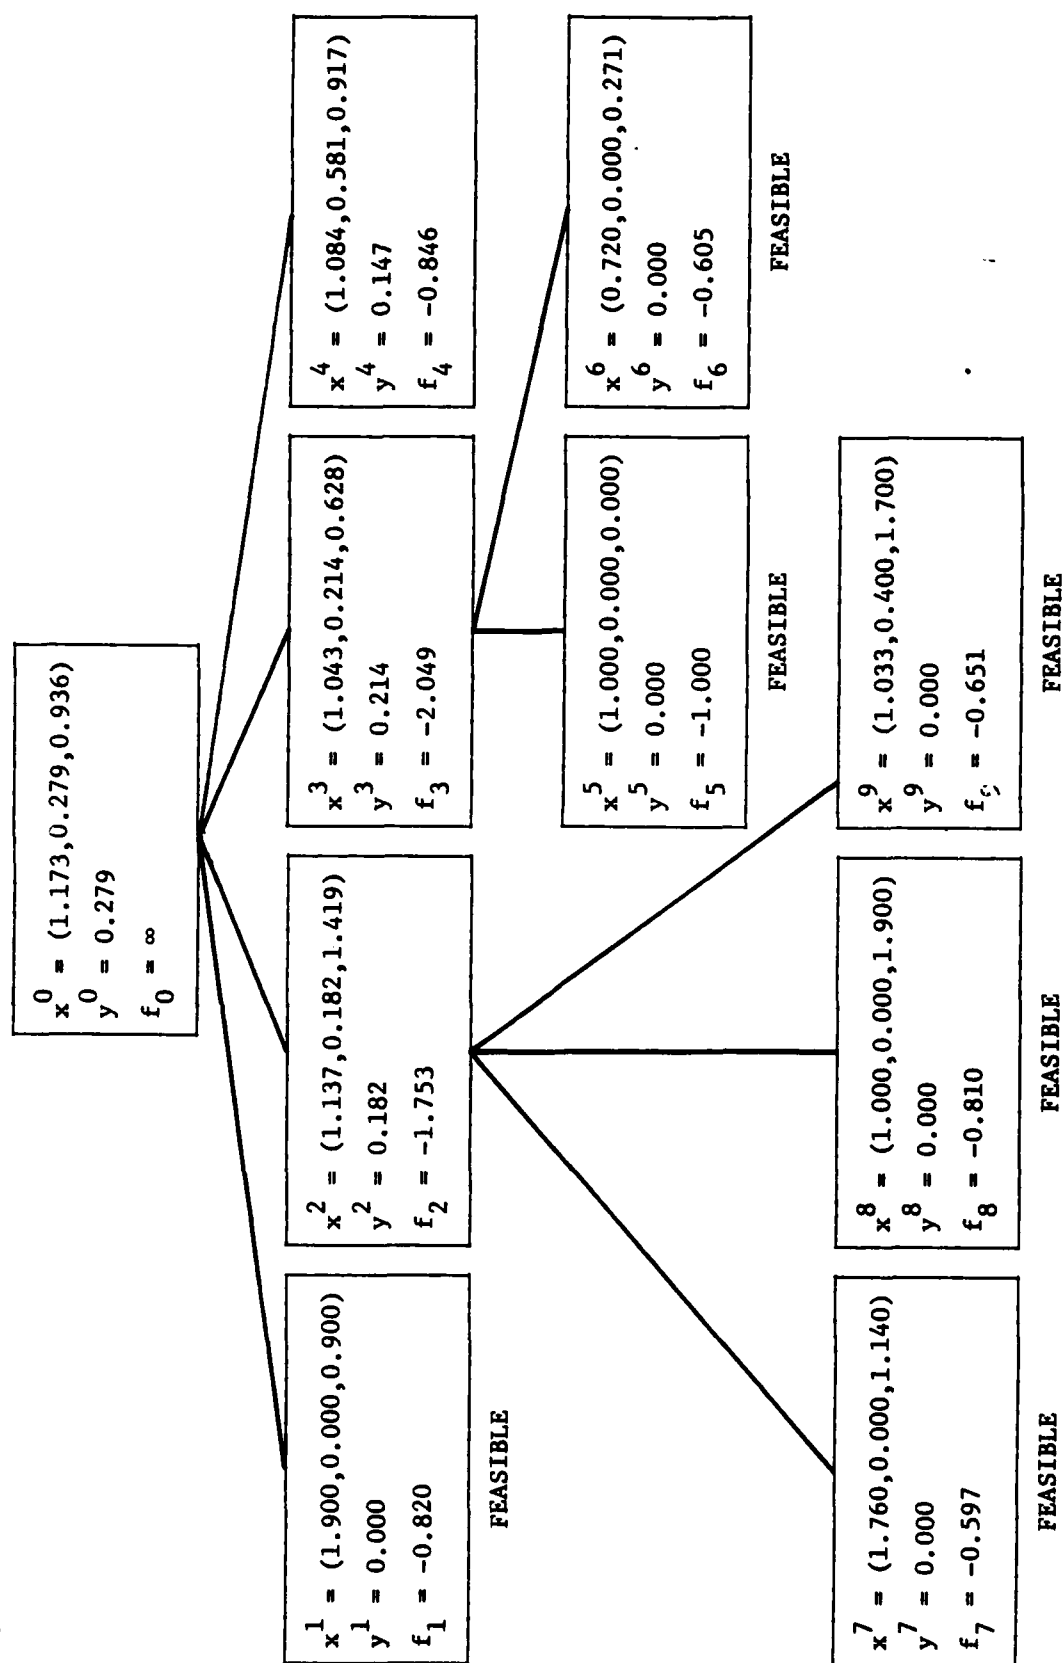 x^0 = (1.173,0.279,0.936)
y^0 = 0.279
f_0 = ∞
x^1 = (1.900,0.000,0.900)
y^1 = 0.000
f_1 = -0.820
FEASIBLE
x^2 = (1.137,0.182,1.419)
y^2 = 0.182
f_2 = -1.753
x^3 = (1.043,0.214,0.628)
y^3 = 0.214
f_3 = -2.049
x^4 = (1.084,0.581,0.917)
y^4 = 0.147
f_4 = -0.846
x^5 = (1.000,0.000,0.000)
y^5 = 0.000
f_5 = -1.000
FEASIBLE
x^6 = (0.720,0.000,0.271)
y^6 = 0.000
f_6 = -0.605
FEASIBLE
x^7 = (1.760,0.000,1.140)
y^7 = 0.000
f_7 = -0.597
FEASIBLE
x^8 = (1.000,0.000,1.900)
y^8 = 0.000
f_8 = -0.810
FEASIBLE
x^9 = (1.033,0.400,1.700)
y^9 = 0.000
f_9 = -0.651
FEASIBLE